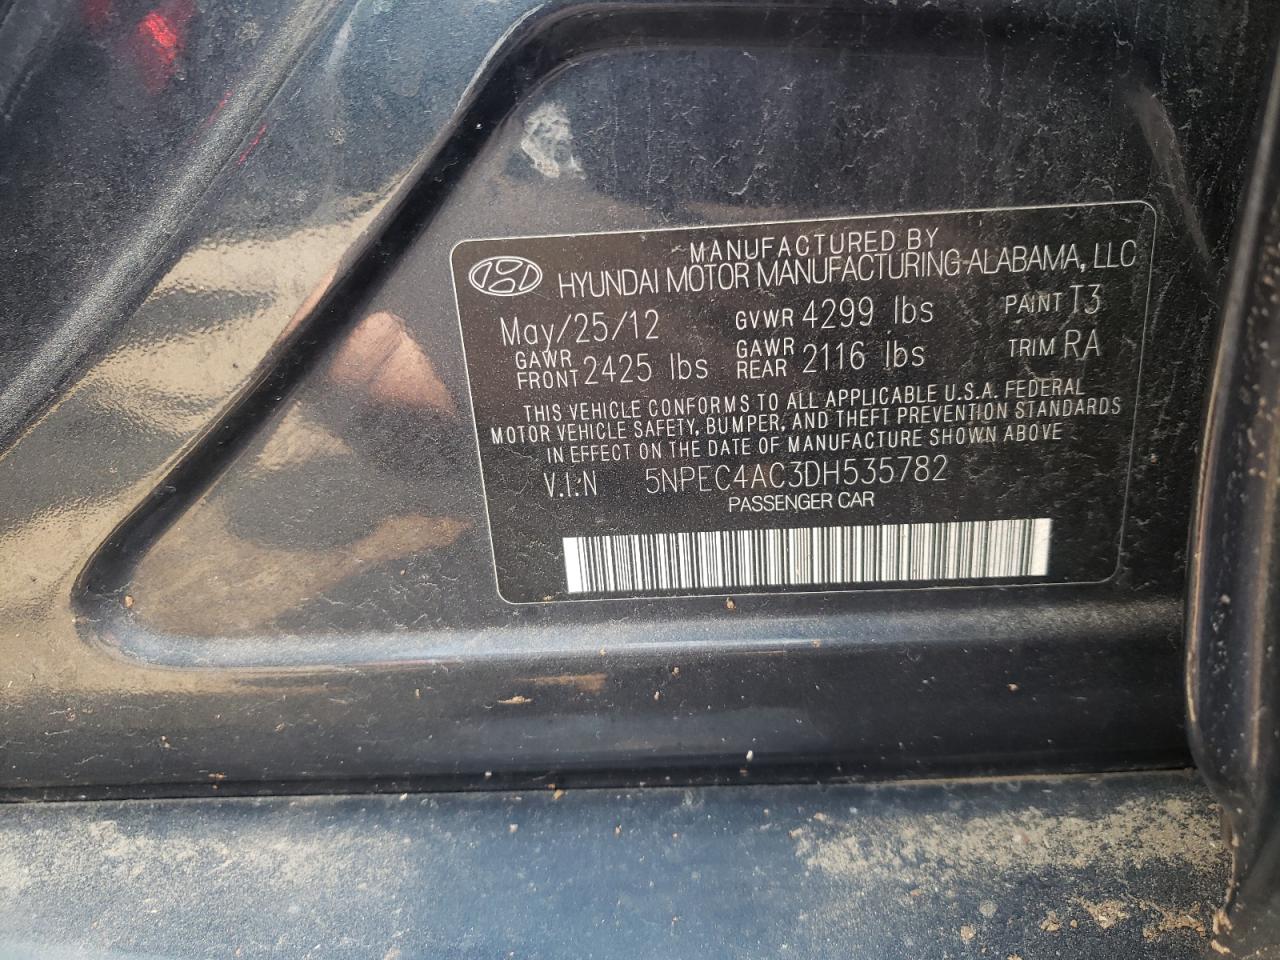 MANUFACTURED BY
HYUNDAI MOTOR MANUFACTURING-ALABAMA, LLC
May/25/12 GVWR 4299 lbs PAINT T3
GAWR FRONT 2425 lbs GAWR REAR 2116 lbs TRIM RA
THIS VEHICLE CONFORMS TO ALL APPLICABLE U.S.A. FEDERAL
MOTOR VEHICLE SAFETY, BUMPER, AND THEFT PREVENTION STANDARDS
IN EFFECT ON THE DATE OF MANUFACTURE SHOWN ABOVE
V.I.N 5NPEC4AC3DH535782
PASSENGER CAR